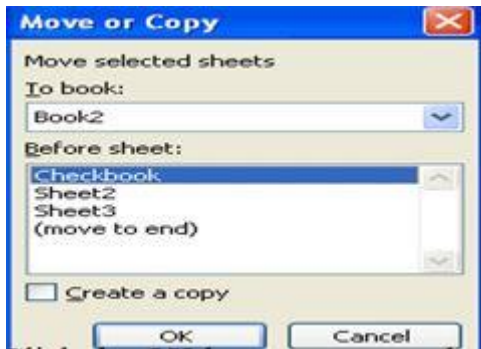 Move or Copy
Move selected sheets
To book:
Book2
Before sheet:
Checkbook
Sheet2
Sheet3
(move to end)
Create a copy
OK Cancel